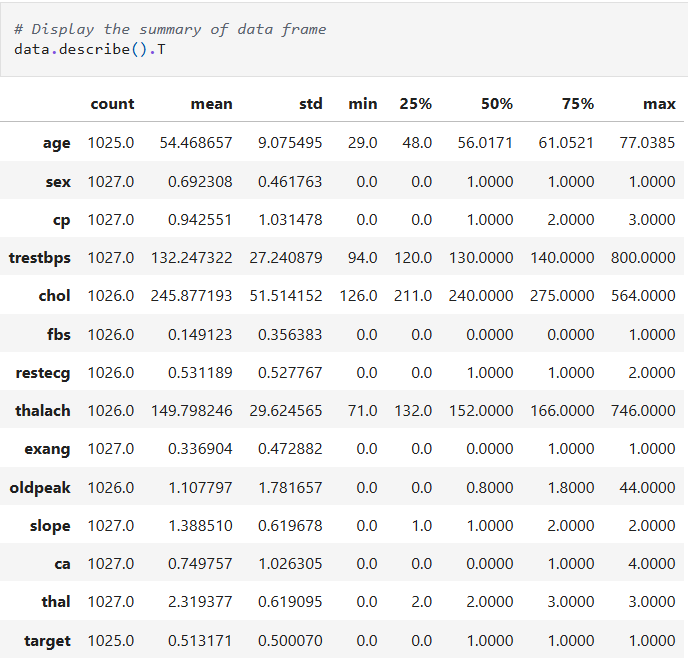 # Display the summary of data frame
data.describe().T
count mean std min 25% 50% 75% max
age 1025.0 54.468657 9.075495 29.0 48.0 56.0171 61.0521 77.0385
sex 1027.0 0.692308 0.461763 0.0 0.0 1.0000 1.0000 1.0000
cp 1027.0 0.942551 1.031478 0.0 0.0 1.0000 2.0000 3.0000
trestbps 1027.0 132.247322 27.240879 94.0 120.0 130.0000 140.0000 800.0000
chol 1026.0 245.877193 51.514152 126.0 211.0 240.0000 275.0000 564.0000
fbs 1026.0 0.149123 0.356383 0.0 0.0 0.0000 0.0000 1.0000
restecg 1026.0 0.531189 0.527767 0.0 0.0 1.0000 1.0000 2.0000
thalach 1026.0 149.798246 29.624565 71.0 132.0 152.0000 166.0000 746.0000
exang 1027.0 0.336904 0.472882 0.0 0.0 0.0000 1.0000 1.0000
oldpeak 1026.0 1.107797 1.781657 0.0 0.0 0.8000 1.8000 44.0000
slope 1027.0 1.388510 0.619678 0.0 1.0 1.0000 2.0000 2.0000
ca 1027.0 0.749757 1.026305 0.0 0.0 0.0000 1.0000 4.0000
thal 1027.0 2.319377 0.619095 0.0 2.0 2.0000 3.0000 3.0000
target 1025.0 0.513171 0.500070 0.0 0.0 1.0000 1.0000 1.0000